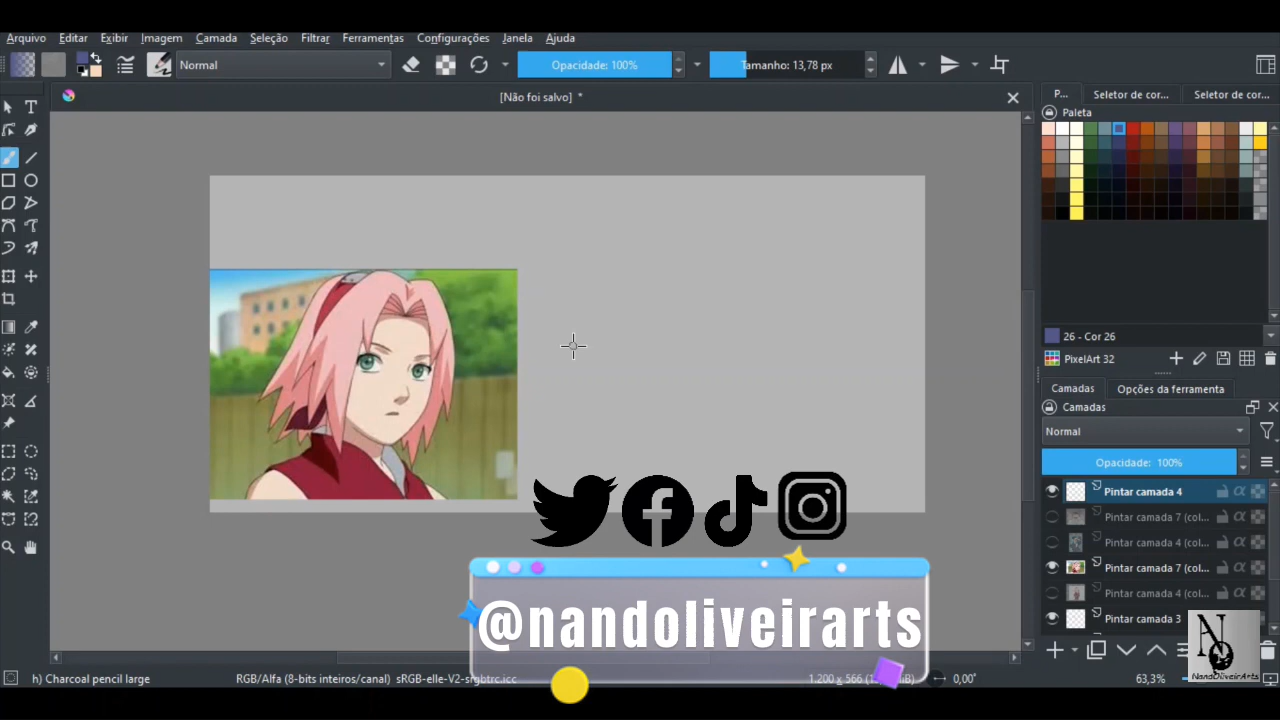 Arquivo Editar Exibir Imagem Camada Seleção Filtrar Ferramentas Configurações Janela Ajuda
Normal Opacidade: 100% Tamanho: 13,78 px
[Não foi salvo] *
P... Seletor de cor... Seletor de cor...
Paleta
26 - Cor 26
PixelArt 32
Camadas Opções da ferramenta
Camadas
Normal
Opacidade: 100%
Pintar camada 4
Pintar camada 7 (col...
Pintar camada 4 (col...
Pintar camada 7 (col...
Pintar camada 4 (col...
Pintar camada 3
@nandoliveirarts
NandOliveirArts
h) Charcoal pencil large RGB/Alfa (8-bits inteiros/canal) sRGB-elle-V2-srgbtrc.icc 1.200 x 566 0,00° 63,3%